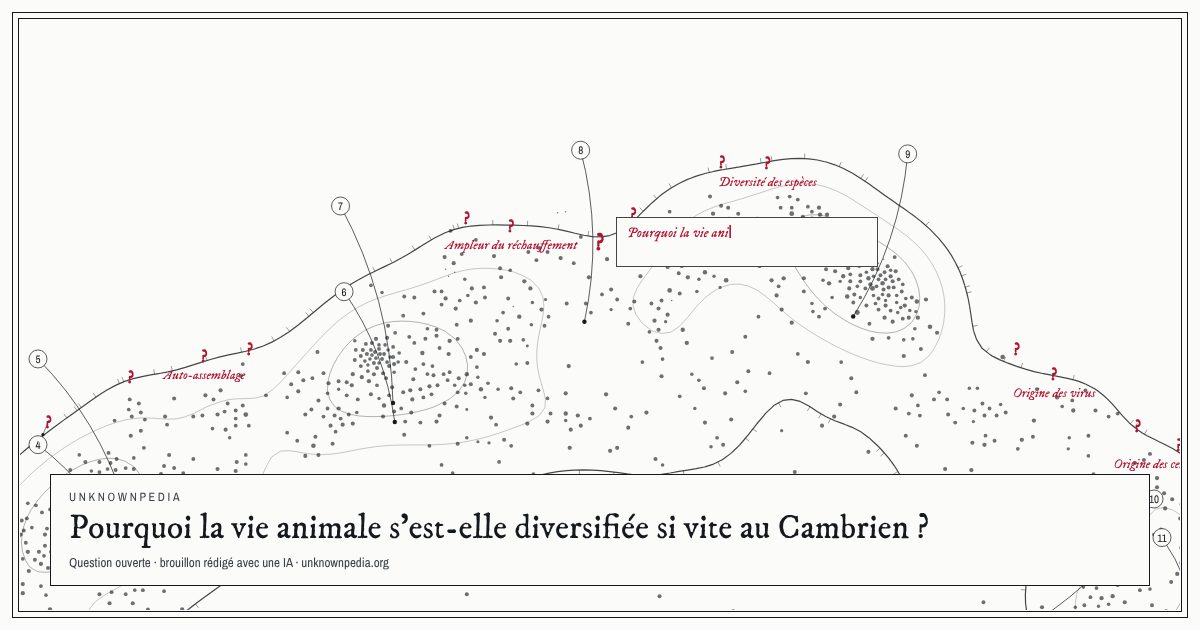 8
9
?
?
Diversité des espèces
7
?
?
?
Pourquoi la vie ani
?
Ampleur du réchauffement
6
5
?
?
?
?
?
Auto-assemblage
?
Origine des virus
?
4
?
?
Origine des ce
UNKNOWNPEDIA
10
Pourquoi la vie animale s’est-elle diversifiée si vite au Cambrien ?
11
Question ouverte · brouillon rédigé avec une IA · unknownpedia.org